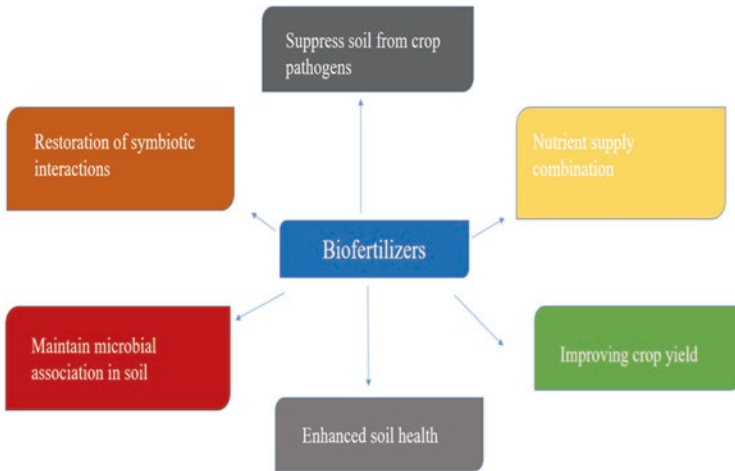 Suppress soil from crop
pathogens
Restoration of symbiotic
interactions
Nutrient supply
combination
Biofertilizers
Maintain microbial
association in soil
Improving crop yield
Enhanced soil health